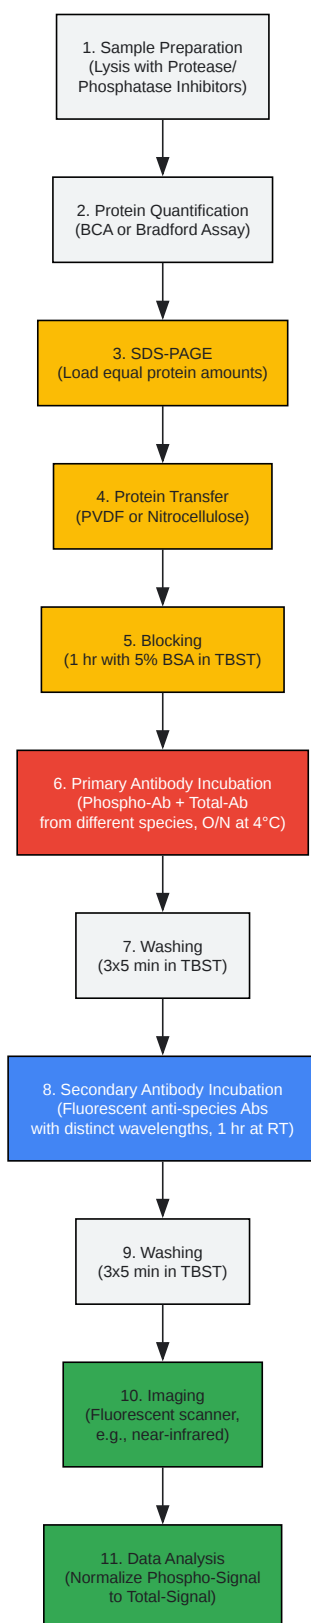 1. Sample Preparation
(Lysis with Protease/
Phosphatase Inhibitors)
2. Protein Quantification
(BCA or Bradford Assay)
3. SDS-PAGE
(Load equal protein amounts)
4. Protein Transfer
(PVDF or Nitrocellulose)
5. Blocking
(1 hr with 5% BSA in TBST)
6. Primary Antibody Incubation
(Phospho-Ab + Total-Ab
from different species, O/N at 4°C)
7. Washing
(3x5 min in TBST)
8. Secondary Antibody Incubation
(Fluorescent anti-species Abs
with distinct wavelengths, 1 hr at RT)
9. Washing
(3x5 min in TBST)
10. Imaging
(Fluorescent scanner,
e.g., near-infrared)
11. Data Analysis
(Normalize Phospho-Signal
to Total-Signal)